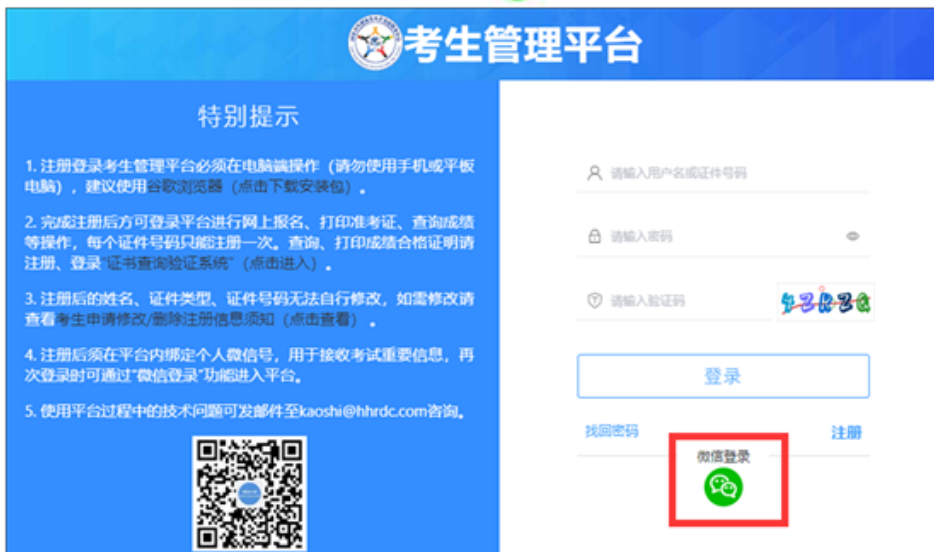 考生管理平台
特别提示
1. 注册登录考生管理平台必须在电脑端操作（请勿使用手机或平板
电脑），建议使用谷歌浏览器（点击下载安装包）。
2. 完成注册后方可登录平台进行网上报名、打印准考证、查询成绩
等操作，每个证件号码只能注册一次。查询、打印成绩合格证明请
注册、登录“证书查询验证系统”（点击进入）。
3. 注册后的姓名、证件类型、证件号码无法自行修改，如需修改请
查看考生申请修改/删除注册信息须知（点击查看）。
4. 注册后须在平台内绑定个人微信号，用于接收考试重要信息，再
次登录时可通过“微信登录”功能进入平台。
5. 使用平台过程中的技术问题可发邮件至kaoshi@hhrdc.com咨询。
请输入用户名或证件号码
请输入密码
请输入验证码
登录
找回密码
注册
微信登录